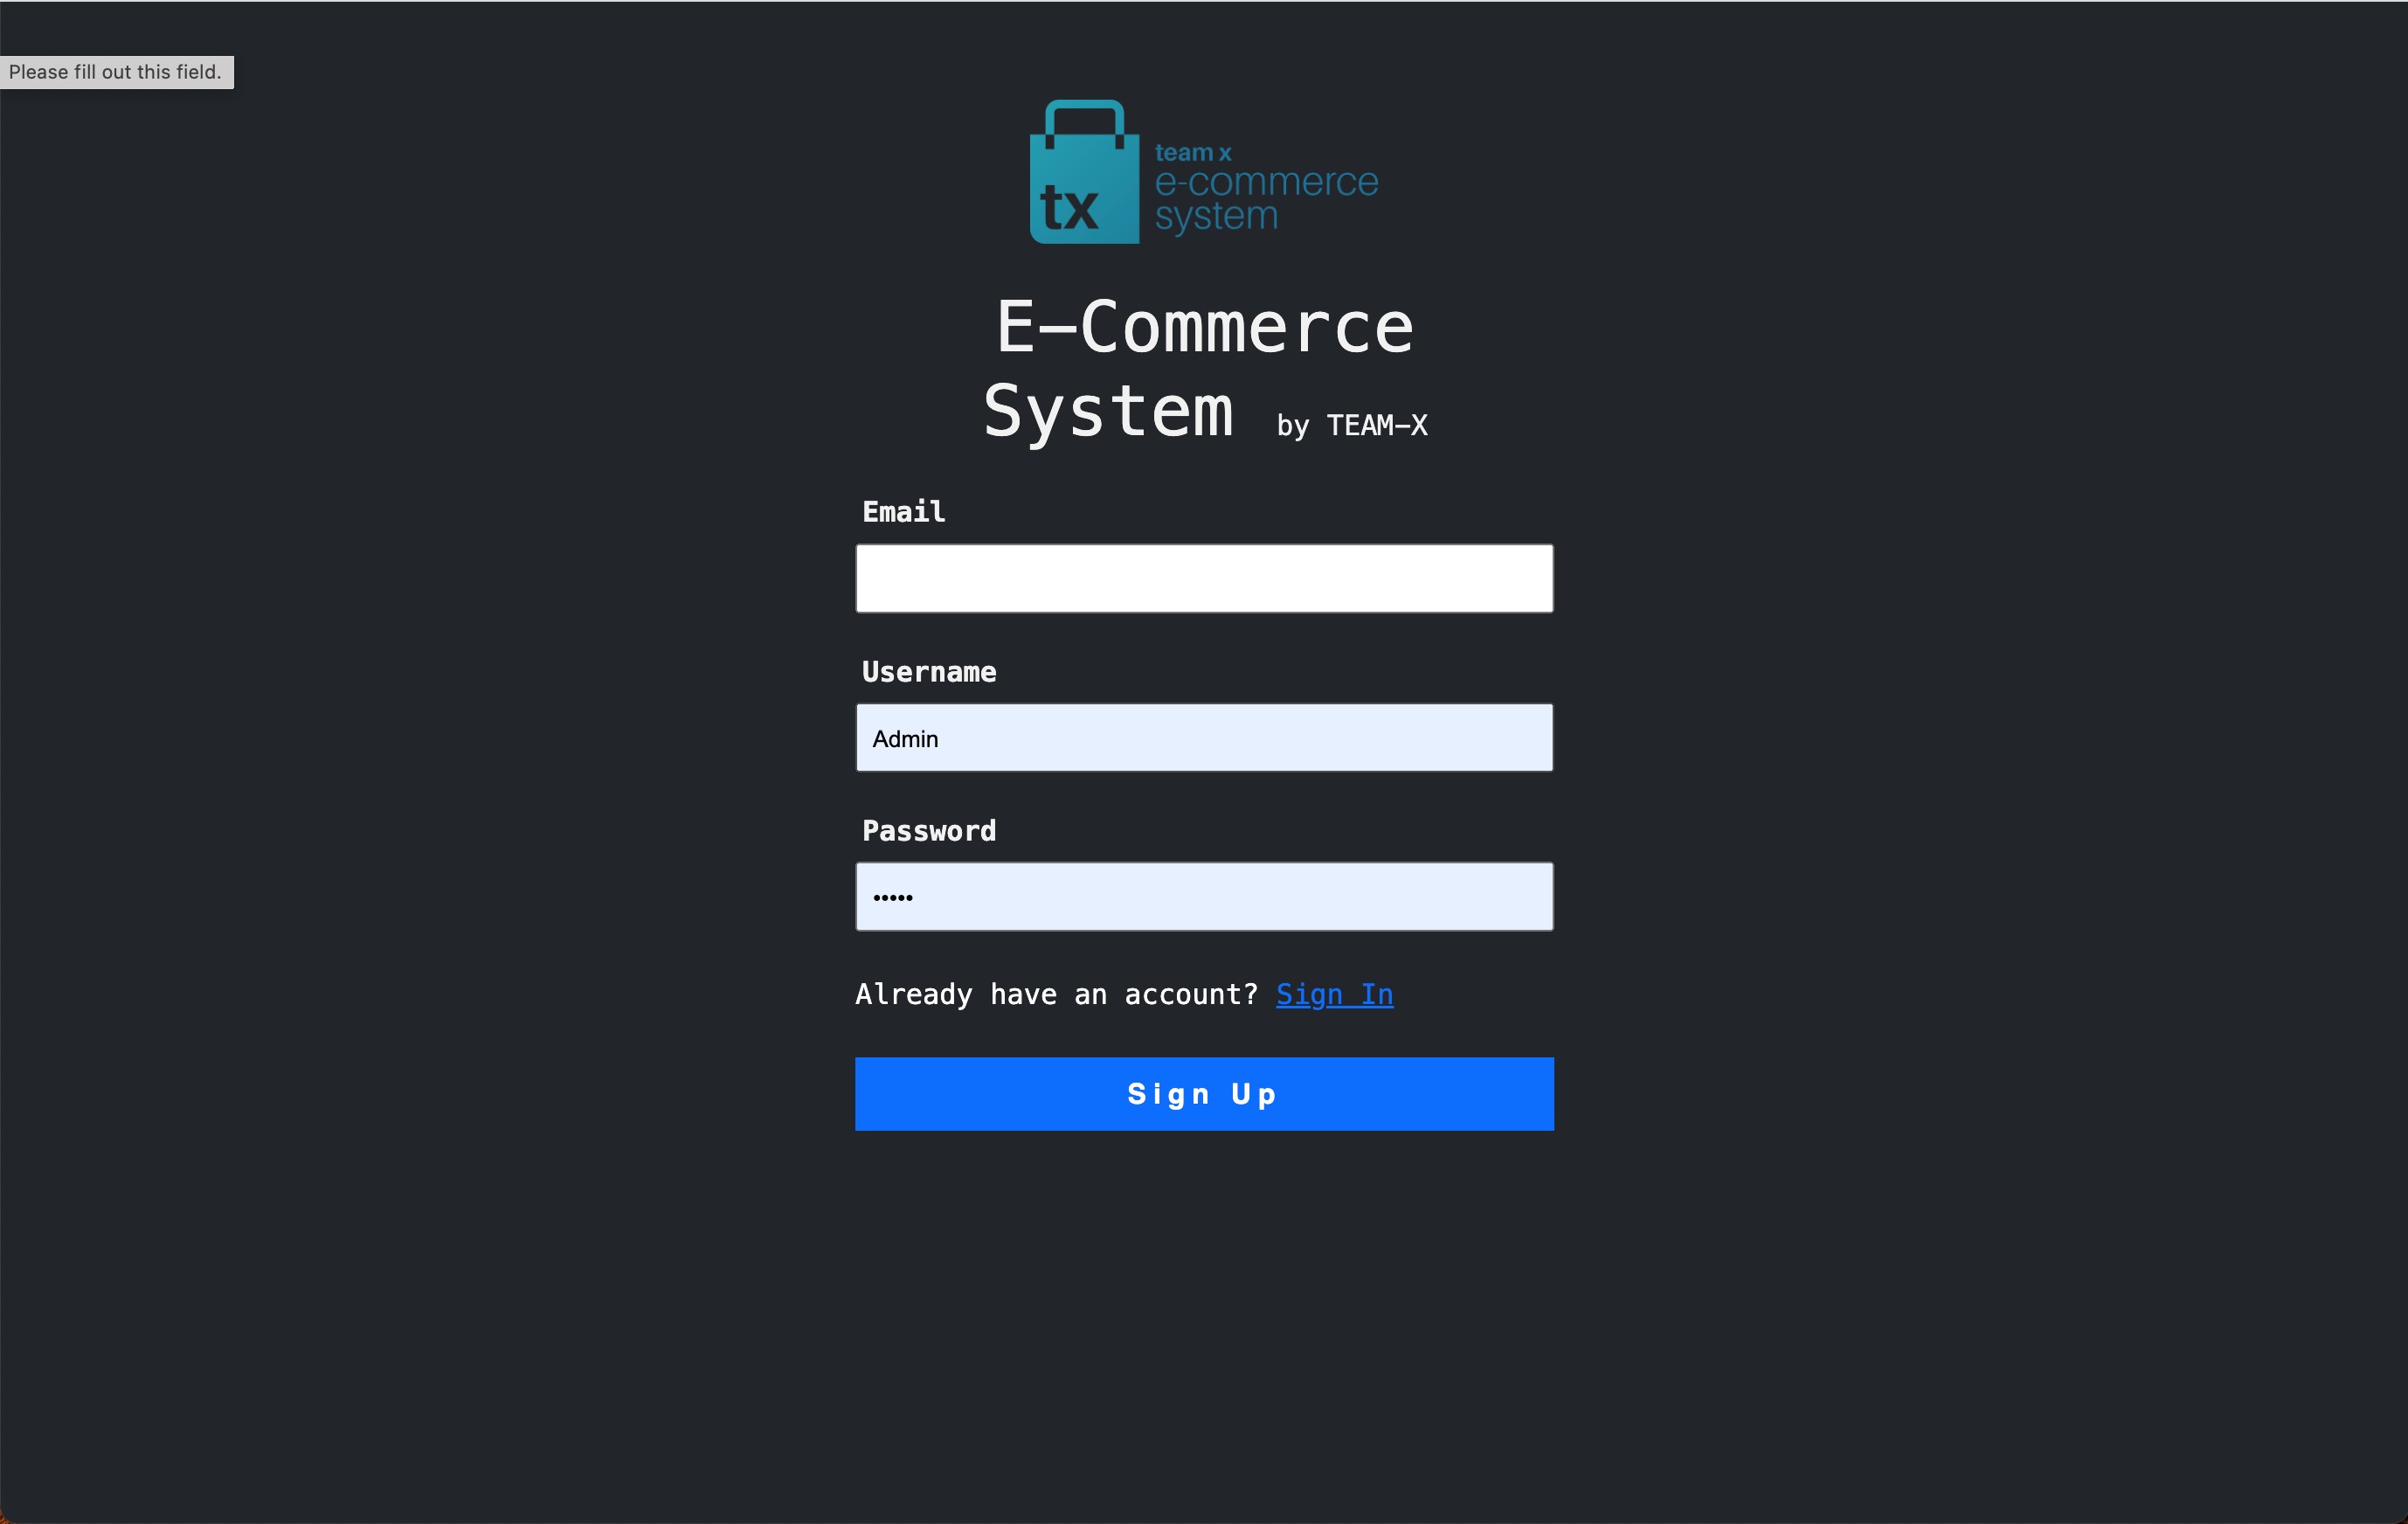 Please fill out this field.
tx
team x
e-commerce
system
E-Commerce
System by TEAM-X
Email
Username
Admin
Password
•••••
Already have an account? Sign In
Sign Up